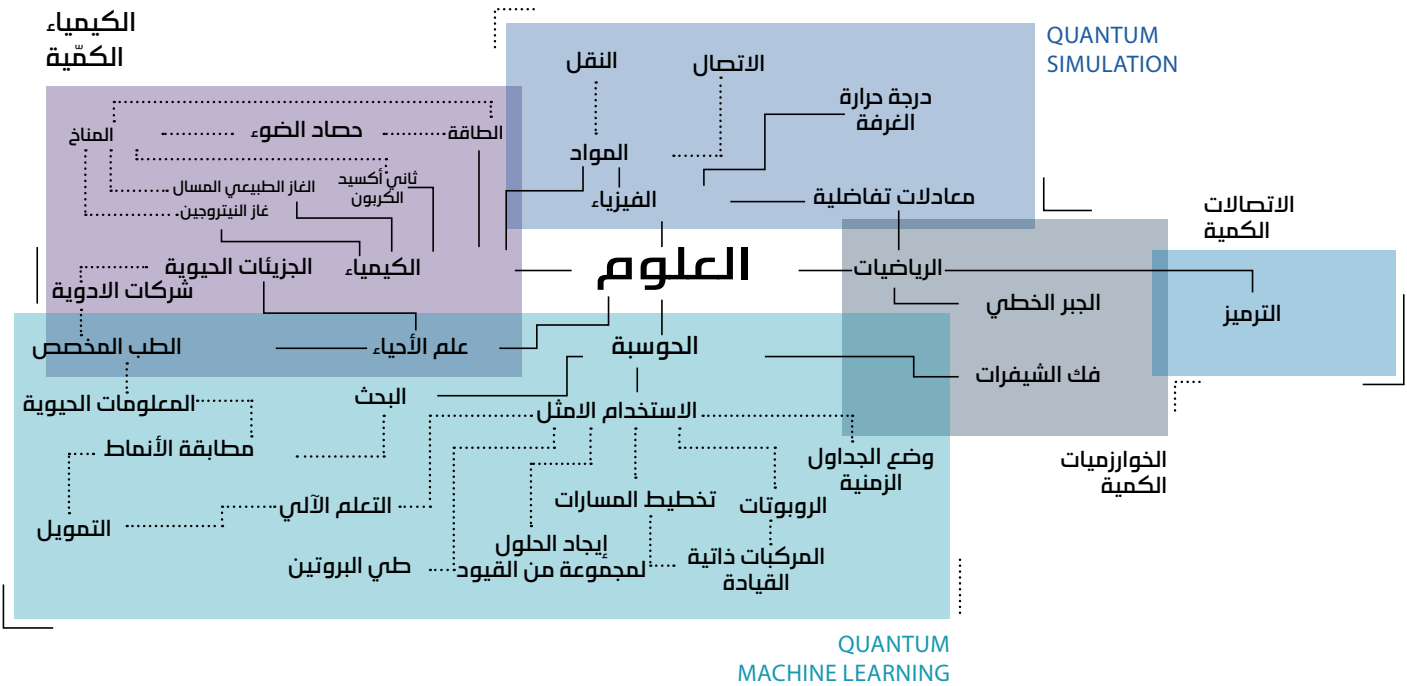 الكيمياء
الكمّية
QUANTUM
SIMULATION
النقل
الاتصال
درجة حرارة
الغرفة
المناخ
حصاد الضوء
الطاقة
المواد
ثاني أكسيد
الكربون
الغاز الطبيعي المسال
غاز النيتروجين
الفيزياء
معادلات تفاضلية
الاتصالات
الكمية
العلوم
الجزيئات الحيوية
الكيمياء
الرياضيات
شركات الادوية
الجبر الخطي
الترميز
الطب المخصص
علم الأحياء
الحوسبة
فك الشيفرات
البحث
المعلومات الحيوية
الاستخدام الامثل
مطابقة الأنماط
وضع الجداول
الزمنية
الخوارزميات
الكمية
التمويل
التعلم الآلي
تخطيط المسارات
الروبوتات
إيجاد الحلول
لمجموعة من القيود
طي البروتين
المركبات ذاتية
القيادة
QUANTUM
MACHINE LEARNING